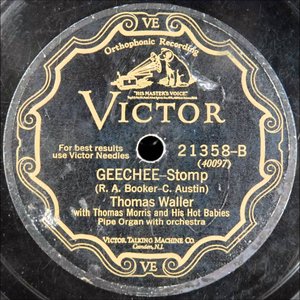 VE
Orthophonic Recording
"HIS MASTER'S VOICE"
VICTOR
For best results
use Victor Needles
21358-B
(40097)
GEECHEE-Stomp
(R. A. Booker-C. Austin)
Thomas Waller
with Thomas Morris and His Hot Babies
Pipe Organ with orchestra
VICTOR TALKING MACHINE CO.
Camden, N.J.
VE